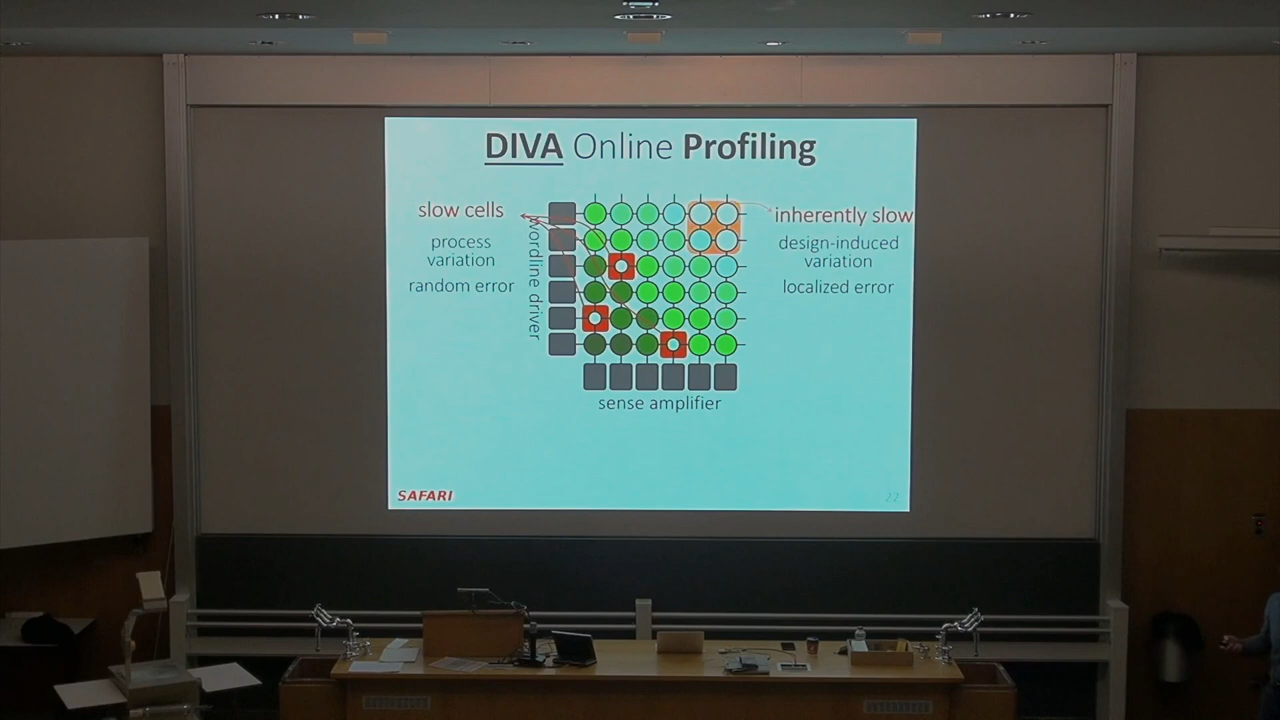 DIVA Online Profiling
slow cells
process
variation
random error
wordline driver
inherently slow
design-induced
variation
localized error
sense amplifier
SAFARI
22